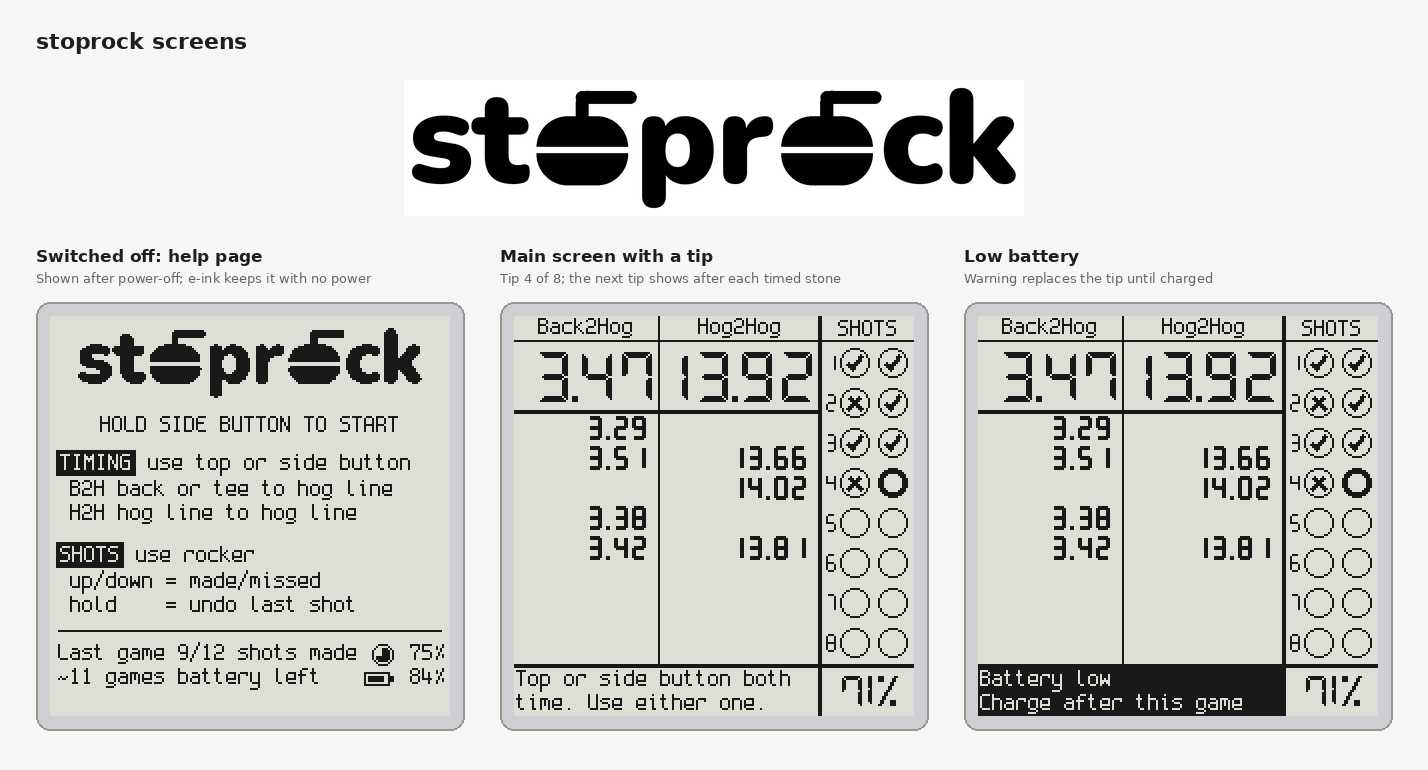 stoprock screens
stoprock
Switched off: help page
Shown after power-off; e-ink keeps it with no power
stoprock
HOLD SIDE BUTTON TO START
TIMING use top or side button
B2H back or tee to hog line
H2H hog line to hog line
SHOTS use rocker
up/down = made/missed
hold = undo last shot
Last game 9/12 shots made 75%
~11 games battery left 84%
Main screen with a tip
Tip 4 of 8; the next tip shows after each timed stone
Back2Hog Hog2Hog SHOTS
3.47 13.92
1
2
3.29
3
3.51 13.66
4
14.02
5
3.38
3.42 13.81
6
7
8
Top or side button both
time. Use either one.
71%
Low battery
Warning replaces the tip until charged
Back2Hog Hog2Hog SHOTS
3.47 13.92
1
2
3.29
3
3.51 13.66
4
14.02
5
3.38
3.42 13.81
6
7
8
Battery low
Charge after this game
71%